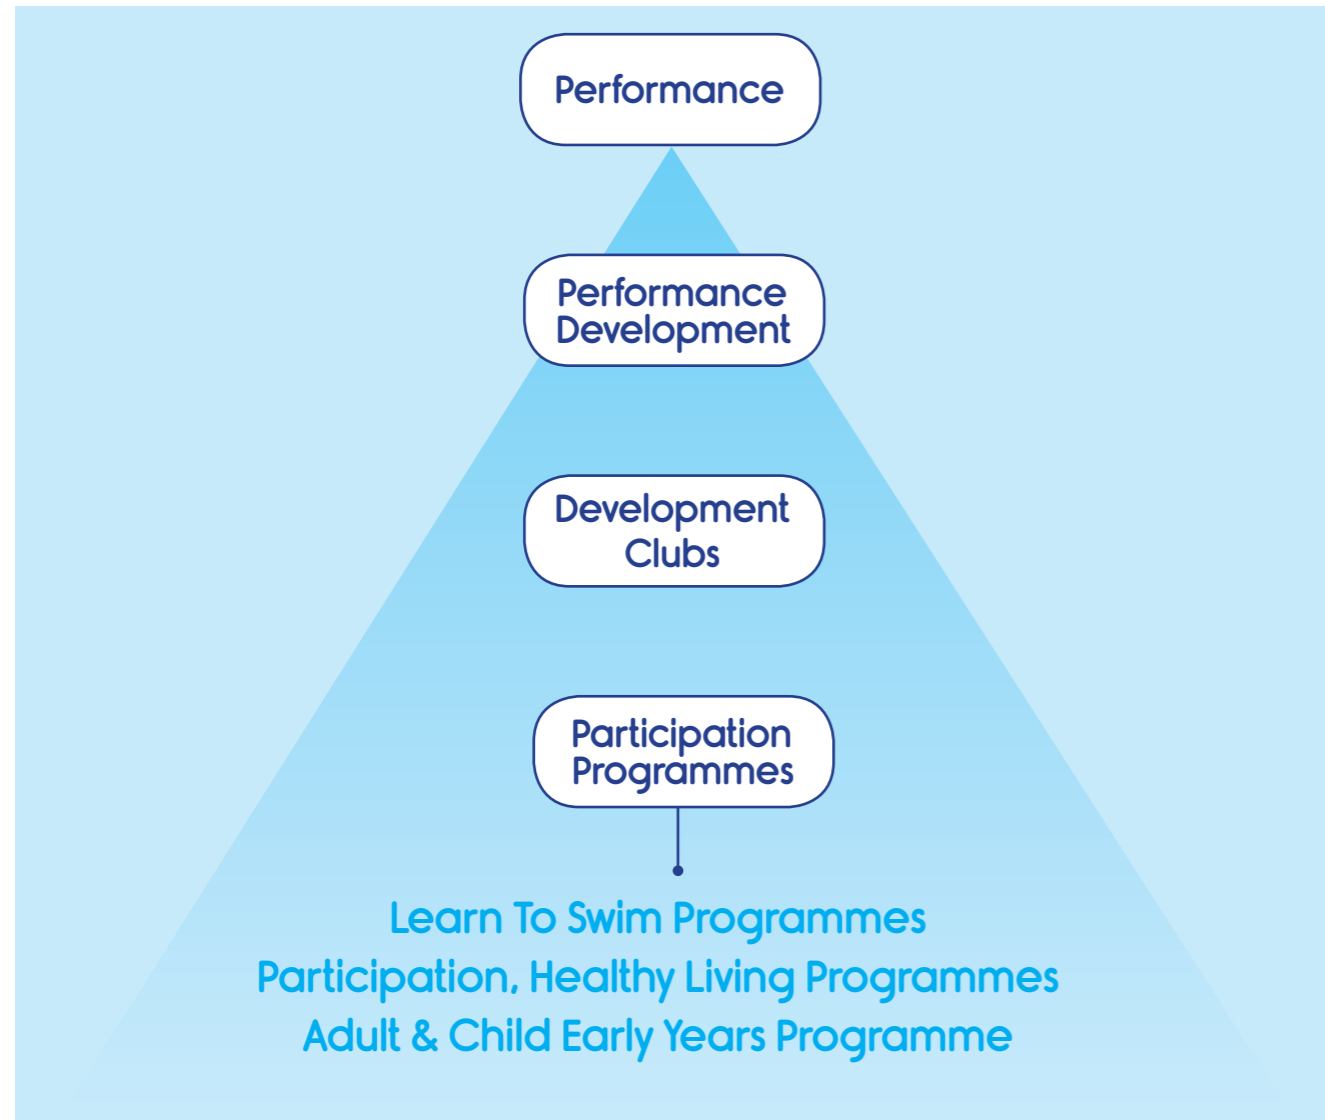 Performance
Performance
Development
Development
Clubs
Participation
Programmes
Learn To Swim Programmes
Participation, Healthy Living Programmes
Adult & Child Early Years Programme